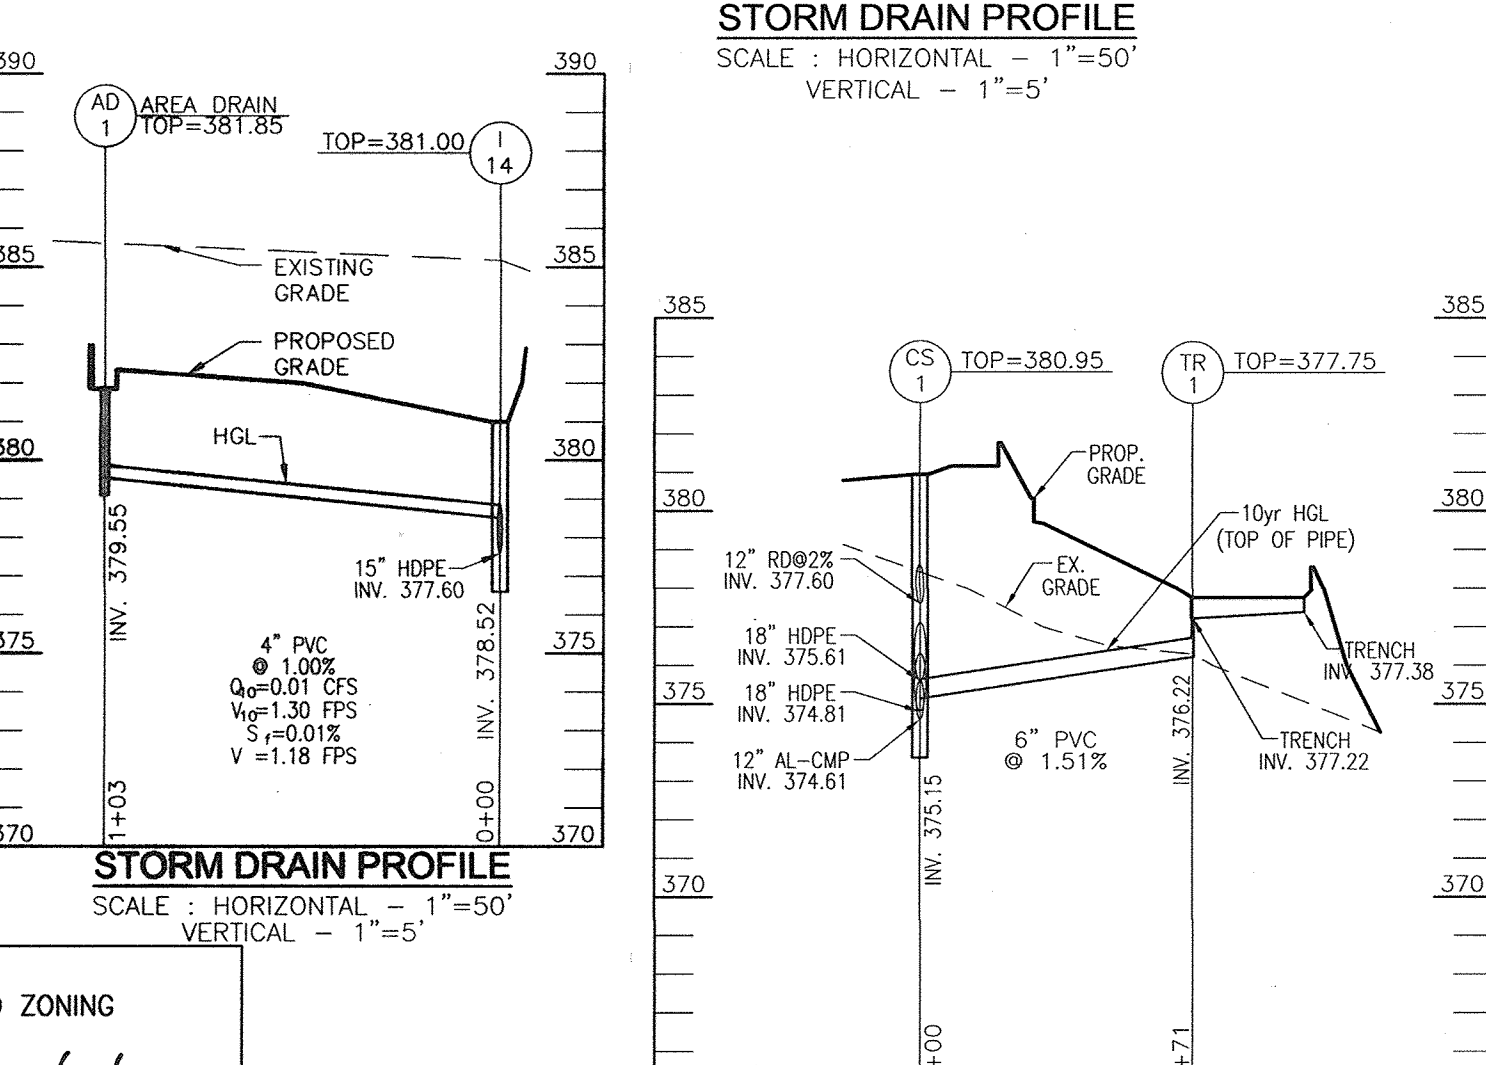 STORM DRAIN PROFILE
SCALE : HORIZONTAL - 1"=50'
VERTICAL - 1"=5'
390
390
AD
1
AREA DRAIN
TOP=381.85
TOP=381.00
I
14
385
EXISTING
GRADE
385
PROPOSED
GRADE
380
HGL
380
INV. 379.55
15" HDPE
INV. 377.60
375
375
4" PVC
@ 1.00%
Q10=0.01 CFS
V10=1.30 FPS
Sf=0.01%
V =1.18 FPS
INV. 378.52
370
1+03
0+00
370
STORM DRAIN PROFILE
SCALE : HORIZONTAL - 1"=50'
VERTICAL - 1"=5'
ZONING
385
385
CS
1
TOP=380.95
TR
1
TOP=377.75
PROP.
GRADE
380
380
10yr HGL
(TOP OF PIPE)
12" RD@2%
INV. 377.60
EX.
GRADE
18" HDPE
INV. 375.61
TRENCH
INV. 377.38
375
18" HDPE
INV. 374.81
375
INV. 376.22
6" PVC
@ 1.51%
TRENCH
INV. 377.22
12" AL-CMP
INV. 374.61
INV. 375.15
370
370
+00
+71